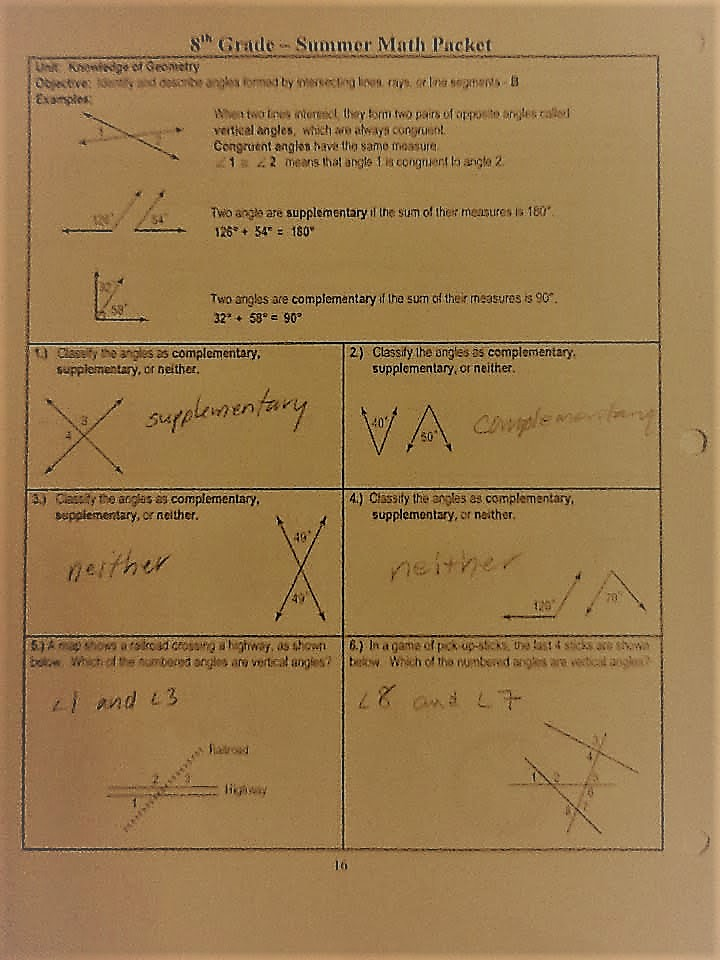 8th Grade – Summer Math Packet
Unit: Knowledge of Geometry
Objective: Identify and describe angles formed by intersecting lines, rays, or line segments - B
Examples:
1
2
When two lines intersect, they form two pairs of opposite angles called
vertical angles, which are always congruent.
Congruent angles have the same measure.
∠1 ≅ ∠2 means that angle 1 is congruent to angle 2.
126° 54°
Two angle are supplementary if the sum of their measures is 180°.
126° + 54° = 180°
32°
58°
Two angles are complementary if the sum of their measures is 90°.
32° + 58° = 90°
1.) Classify the angles as complementary,
supplementary, or neither.
3
4
supplementary
2.) Classify the angles as complementary,
supplementary, or neither.
40°
50°
complementary
3.) Classify the angles as complementary,
supplementary, or neither.
neither
49°
49°
4.) Classify the angles as complementary,
supplementary, or neither.
neither
120° 70°
5.) A map shows a railroad crossing a highway, as shown
below. Which of the numbered angles are vertical angles?
∠1 and ∠3
Railroad
2 3
Highway
1
6.) In a game of pick-up-sticks, the last 4 sticks are shown
below. Which of the numbered angles are vertical angles?
∠8 and ∠7
4
1 2
16